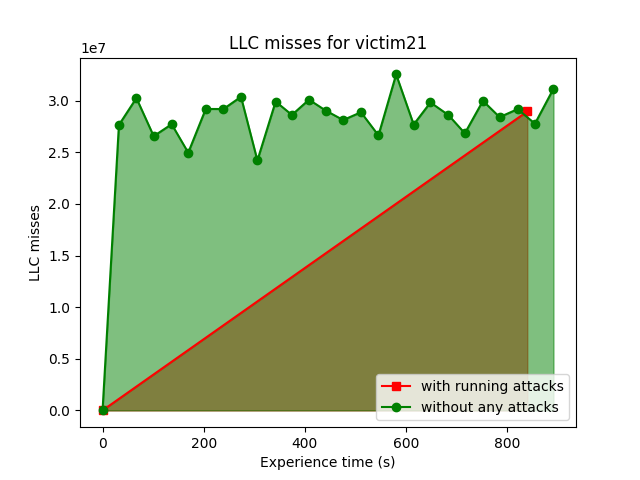 LLC misses for victim21
1e7
3.0
2.5
2.0
1.5
1.0
0.5
0.0
LLC misses
0 200 400 600 800
Experience time (s)
with running attacks
without any attacks